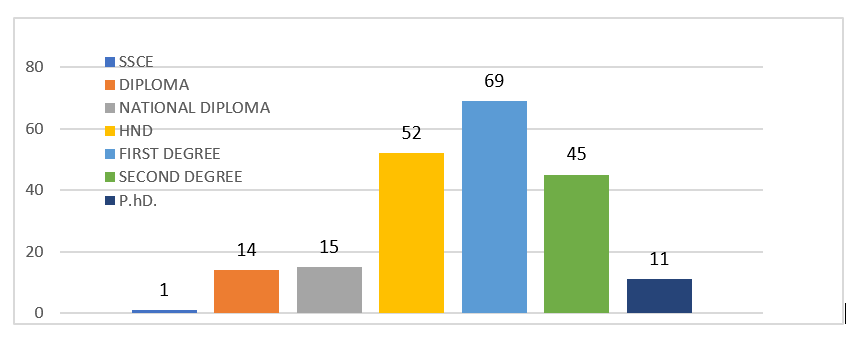 SSCE
80
DIPLOMA
69
NATIONAL DIPLOMA
60
HND
52
FIRST DEGREE
45
SECOND DEGREE
40
P.hD.
20
14
15
11
1
0